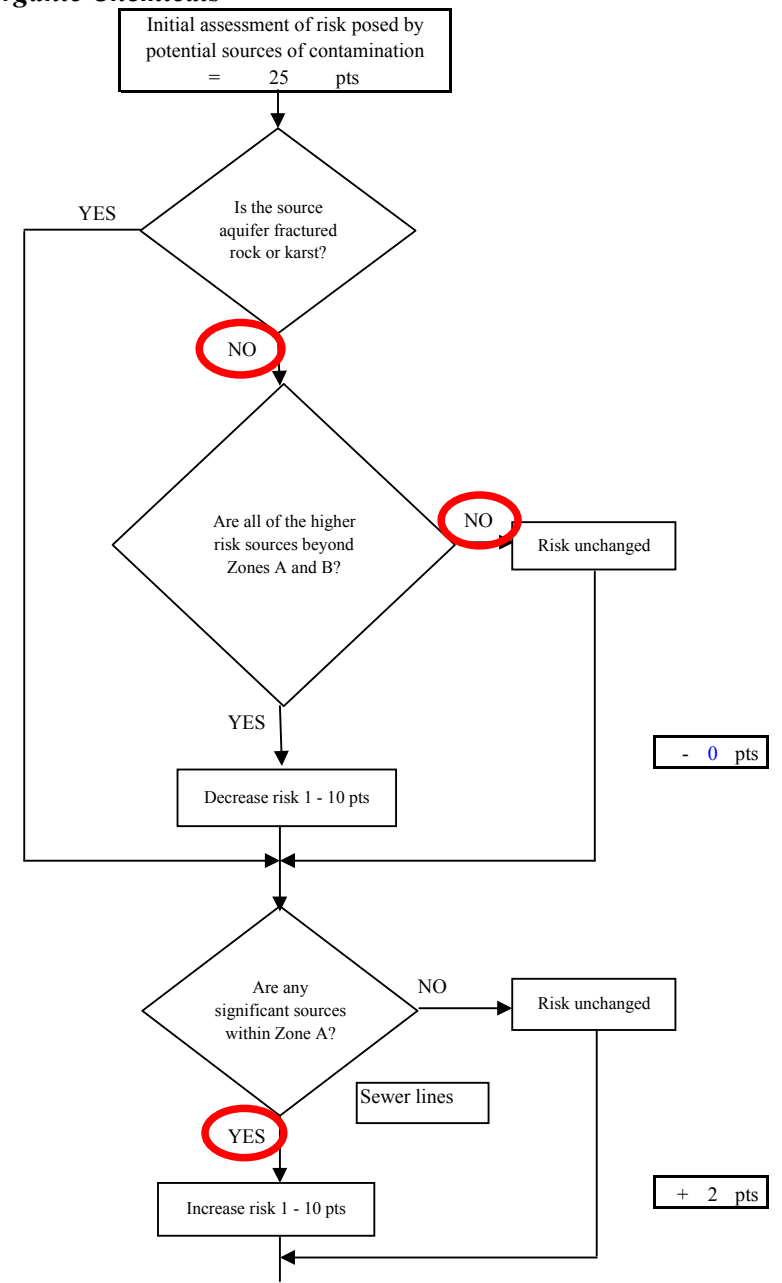 Chemicals
Initial assessment of risk posed by
potential sources of contamination
= 25 pts
YES
Is the source
aquifer fractured
rock or karst?
NO
Are all of the higher
risk sources beyond
Zones A and B?
NO
Risk unchanged
YES
- 0 pts
Decrease risk 1 - 10 pts
Are any
significant sources
within Zone A?
NO
Risk unchanged
Sewer lines
YES
+ 2 pts
Increase risk 1 - 10 pts